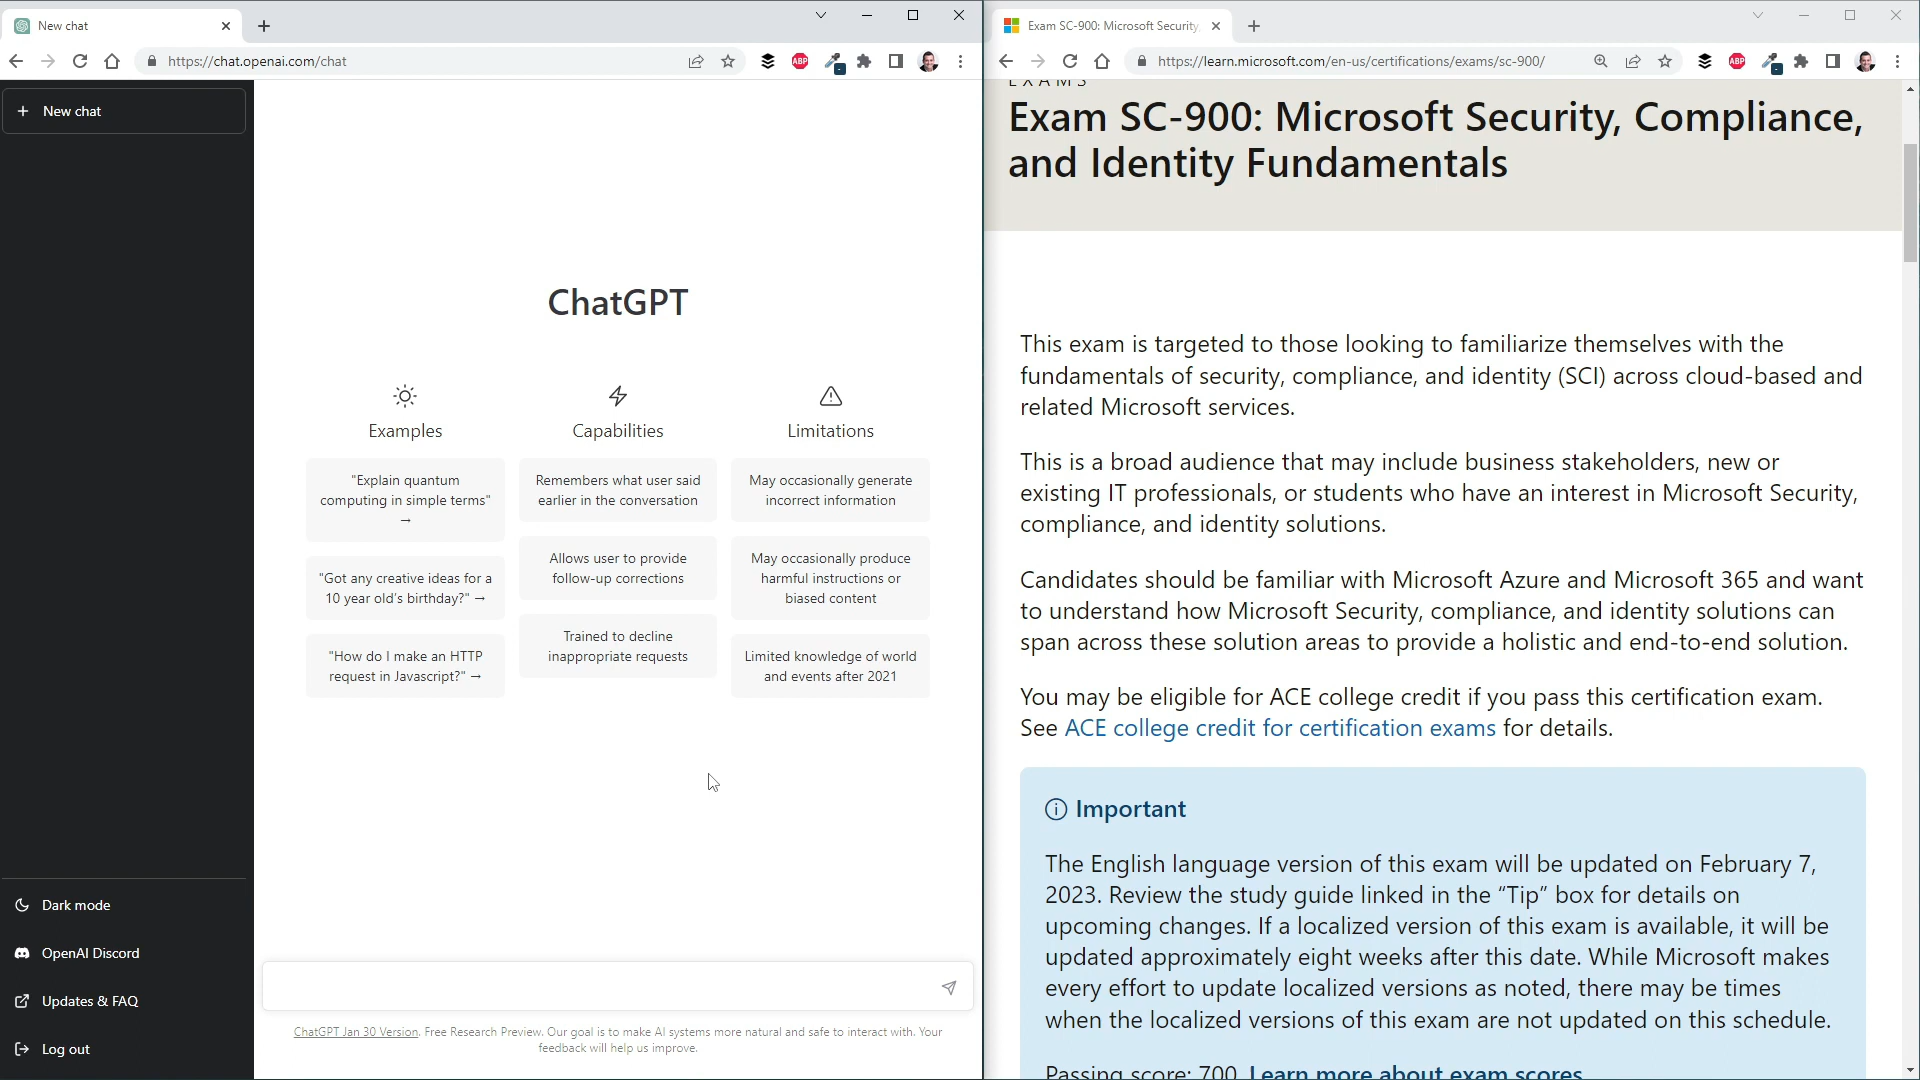 New chat
https://chat.openai.com/chat
ABP
New chat
ChatGPT
Examples
"Explain quantum
computing in simple terms"
→
"Got any creative ideas for a
10 year old's birthday?" →
"How do I make an HTTP
request in Javascript?" →
Capabilities
Remembers what user said
earlier in the conversation
Allows user to provide
follow-up corrections
Trained to decline
inappropriate requests
Limitations
May occasionally generate
incorrect information
May occasionally produce
harmful instructions or
biased content
Limited knowledge of world
and events after 2021
Dark mode
OpenAI Discord
Updates & FAQ
Log out
ChatGPT Jan 30 Version. Free Research Preview. Our goal is to make AI systems more natural and safe to interact with. Your
feedback will help us improve.
Exam SC-900: Microsoft Security,
https://learn.microsoft.com/en-us/certifications/exams/sc-900/
ABP
EXAMS
Exam SC-900: Microsoft Security, Compliance,
and Identity Fundamentals
This exam is targeted to those looking to familiarize themselves with the
fundamentals of security, compliance, and identity (SCI) across cloud-based and
related Microsoft services.
This is a broad audience that may include business stakeholders, new or
existing IT professionals, or students who have an interest in Microsoft Security,
compliance, and identity solutions.
Candidates should be familiar with Microsoft Azure and Microsoft 365 and want
to understand how Microsoft Security, compliance, and identity solutions can
span across these solution areas to provide a holistic and end-to-end solution.
You may be eligible for ACE college credit if you pass this certification exam.
See ACE college credit for certification exams for details.
Important
The English language version of this exam will be updated on February 7,
2023. Review the study guide linked in the “Tip” box for details on
upcoming changes. If a localized version of this exam is available, it will be
updated approximately eight weeks after this date. While Microsoft makes
every effort to update localized versions as noted, there may be times
when the localized versions of this exam are not updated on this schedule.
Passing score: 700. Learn more about exam scores.